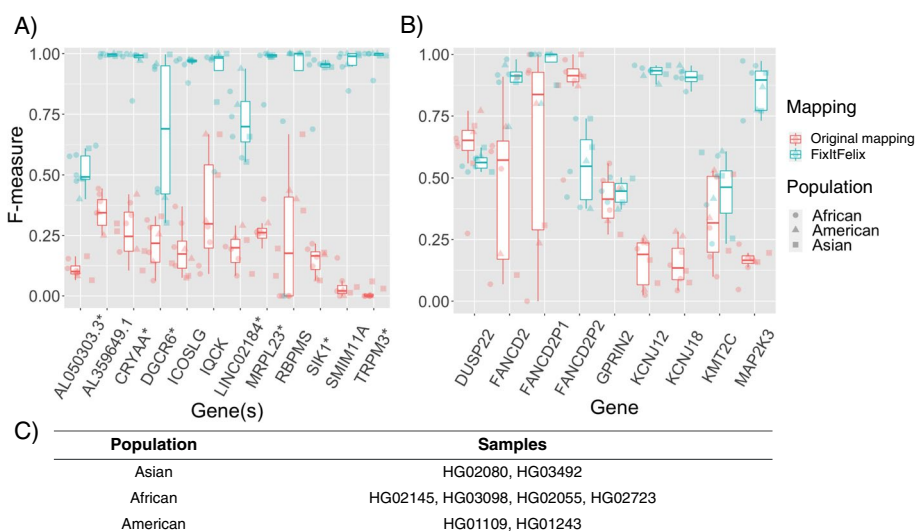 A)
1.00
0.75
0.50
0.25
0.00
F-measure
AL050303.3*
AL359649.1
CRYAA*
DGCR6*
ICOSLG
IQCK
LINC02184*
MRPL23*
RBPMS
SIK1*
SMIM11A
TRPM3*
Gene(s)
B)
1.00
0.75
0.50
0.25
0.00
DUSP22
FANCD2
FANCD2P1
FANCD2P2
GPRIN2
KCNJ12
KCNJ18
KMT2C
MAP2K3
Gene
Mapping
Original mapping
FixItFelix
Population
African
American
Asian
C)
Population Samples
Asian HG02080, HG03492
African HG02145, HG03098, HG02055, HG02723
American HG01109, HG01243